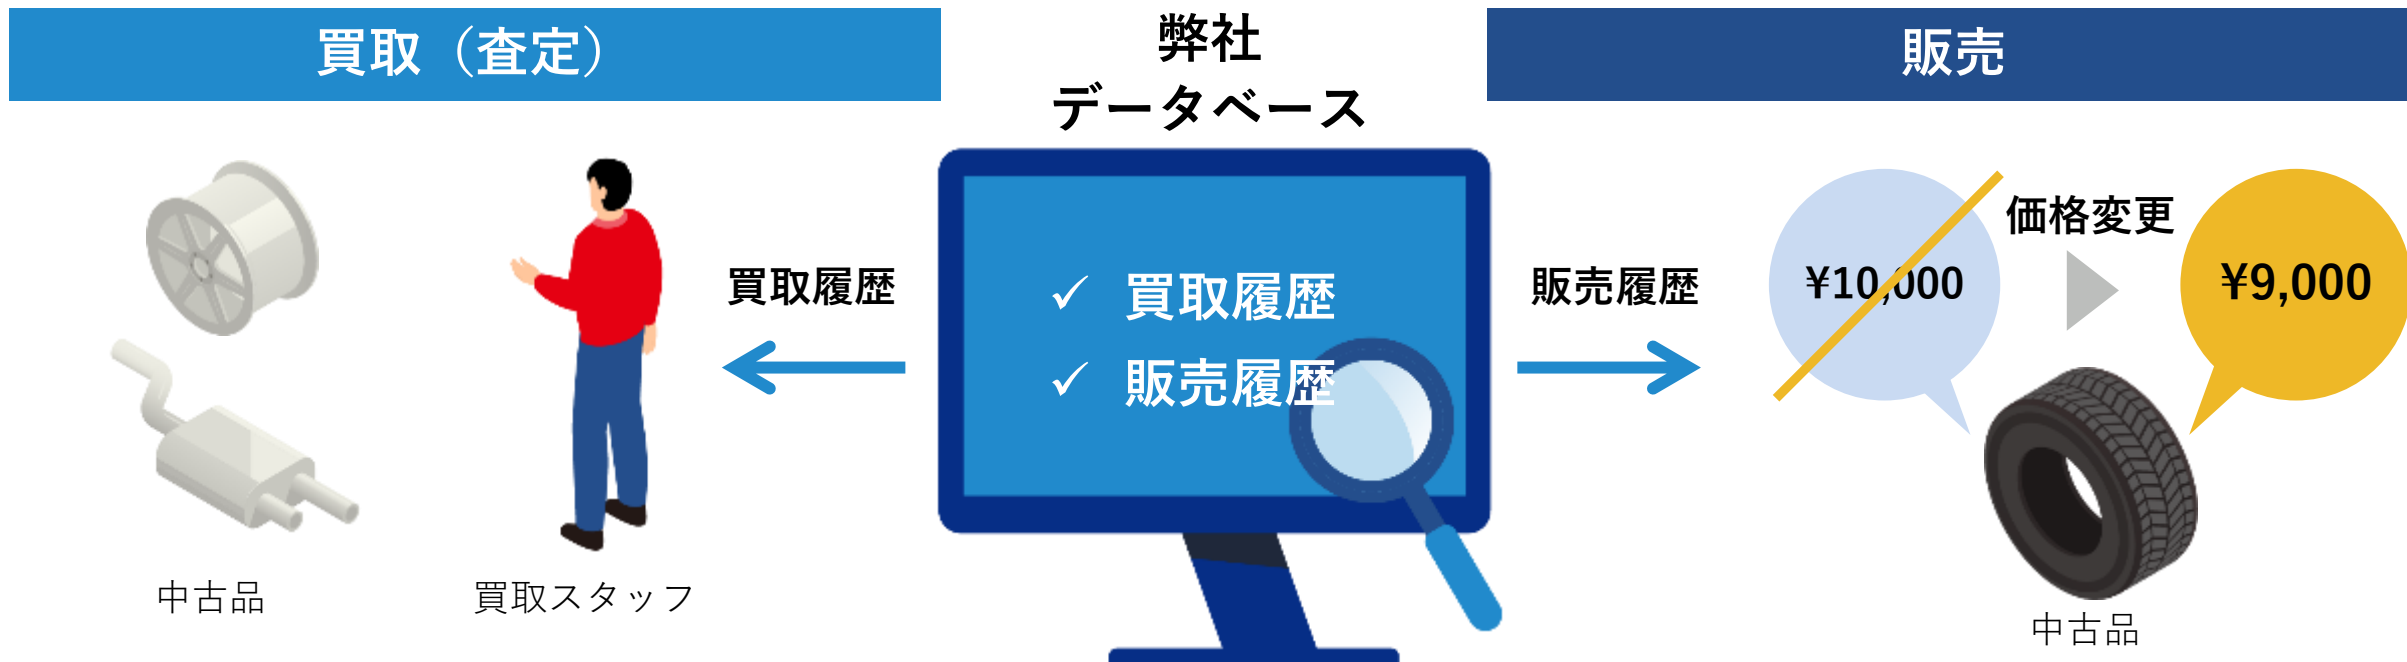 買取（査定）
弊社
データベース
販売
買取履歴
✓ 買取履歴
✓ 販売履歴
販売履歴
価格変更
¥10,000
¥9,000
中古品
買取スタッフ
中古品